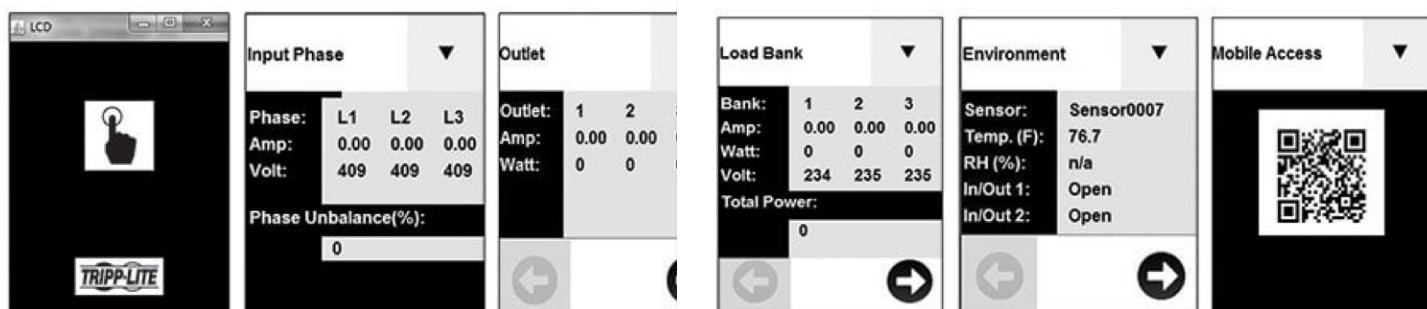 LCD
TRIPP-LITE
Input Phase
Phase: L1 L2 L3
Amp: 0.00 0.00 0.00
Volt: 409 409 409
Phase Unbalance(%):
0
Outlet
Outlet: 1 2
Amp: 0.00 0.00
Watt: 0 0
Load Bank
Bank: 1 2 3
Amp: 0.00 0.00 0.00
Watt: 0 0 0
Volt: 234 235 235
Total Power:
0
Environment
Sensor: Sensor0007
Temp. (F): 76.7
RH (%): n/a
In/Out 1: Open
In/Out 2: Open
Mobile Access